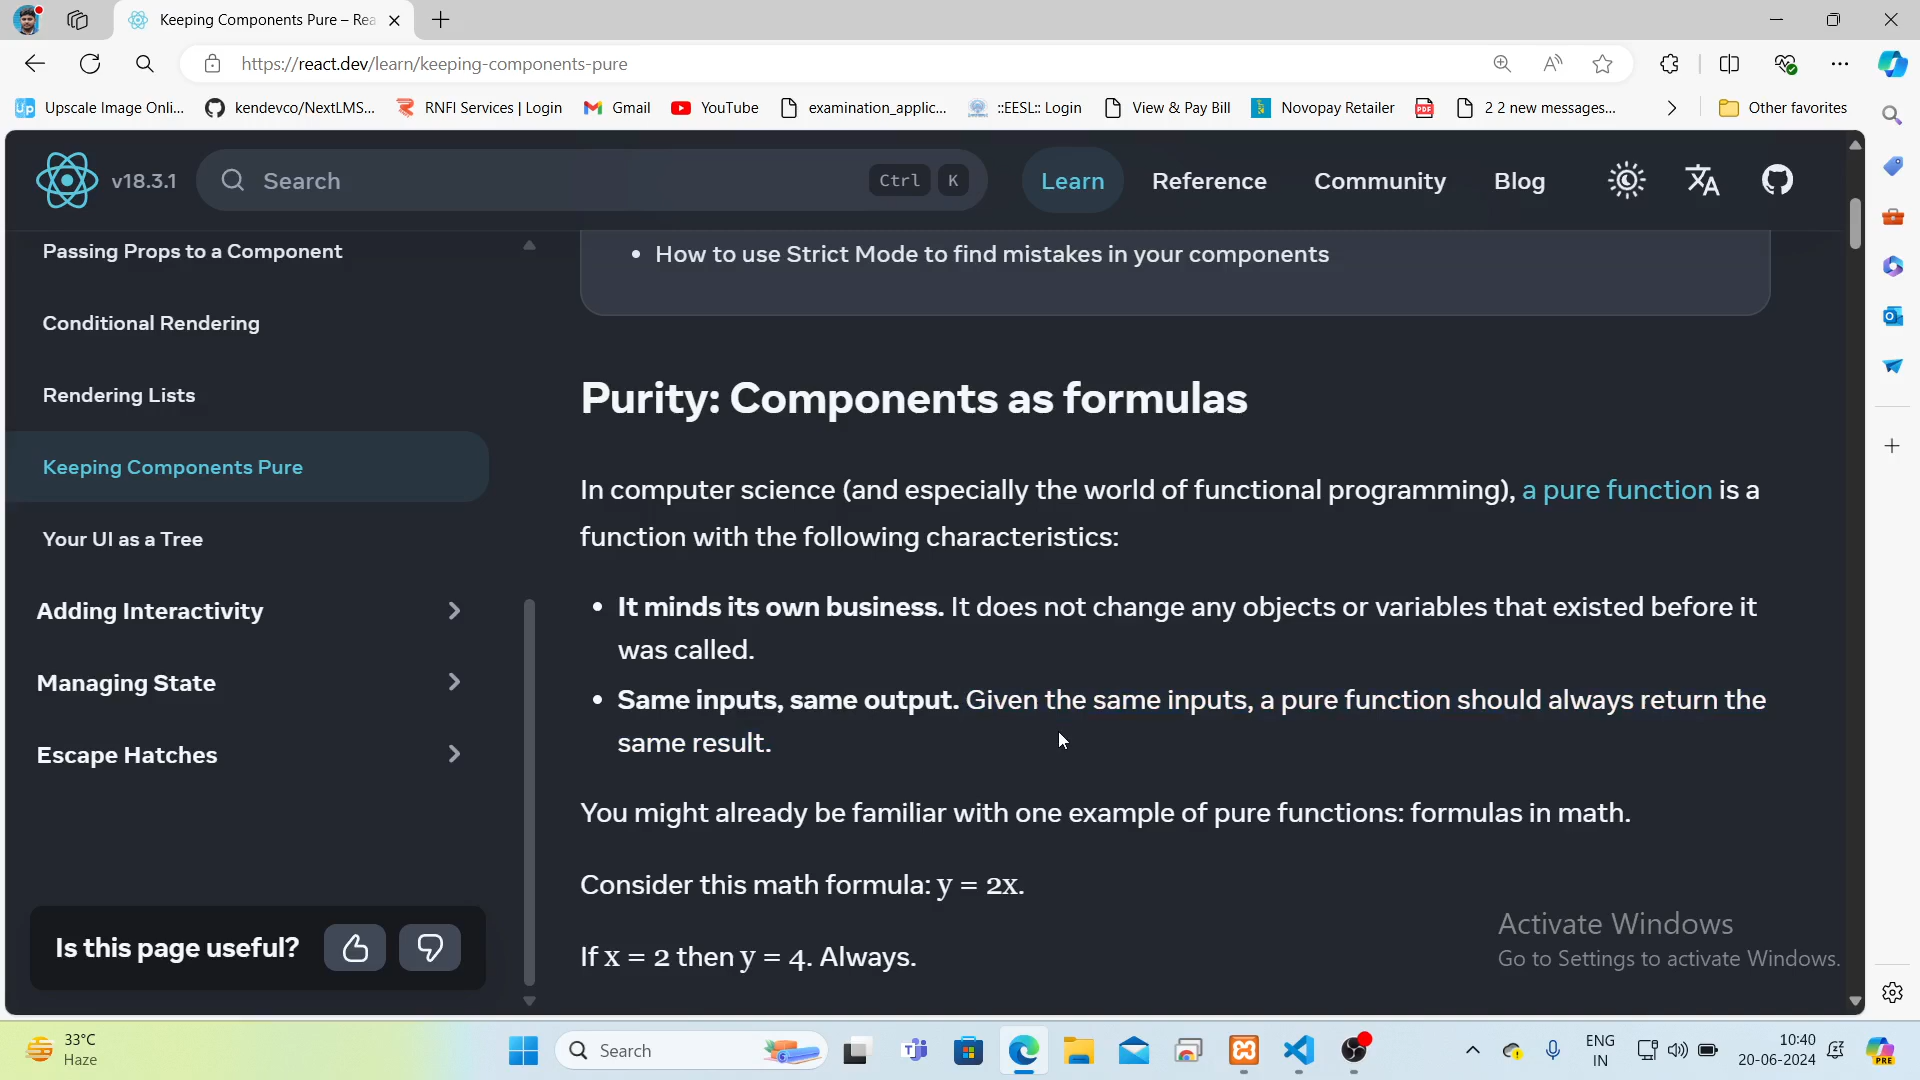 Keeping Components Pure – Rea
https://react.dev/learn/keeping-components-pure
Upscale Image Onli...
kendevco/NextLMS...
RNFI Services | Login
Gmail
YouTube
examination_applic...
::EESL:: Login
View & Pay Bill
Novopay Retailer
PDF
2 2 new messages...
Other favorites
v18.3.1
Search
Ctrl K
Learn
Reference
Community
Blog
Passing Props to a Component
Conditional Rendering
Rendering Lists
Keeping Components Pure
Your UI as a Tree
Adding Interactivity
Managing State
Escape Hatches
Is this page useful?
• How to use Strict Mode to find mistakes in your components
Purity: Components as formulas
In computer science (and especially the world of functional programming), a pure function is a
function with the following characteristics:
• It minds its own business. It does not change any objects or variables that existed before it
was called.
• Same inputs, same output. Given the same inputs, a pure function should always return the
same result.
You might already be familiar with one example of pure functions: formulas in math.
Consider this math formula: y = 2x.
If x = 2 then y = 4. Always.
Activate Windows
Go to Settings to activate Windows.
33°C
Haze
Search
ENG
IN
10:40
20-06-2024
PRE